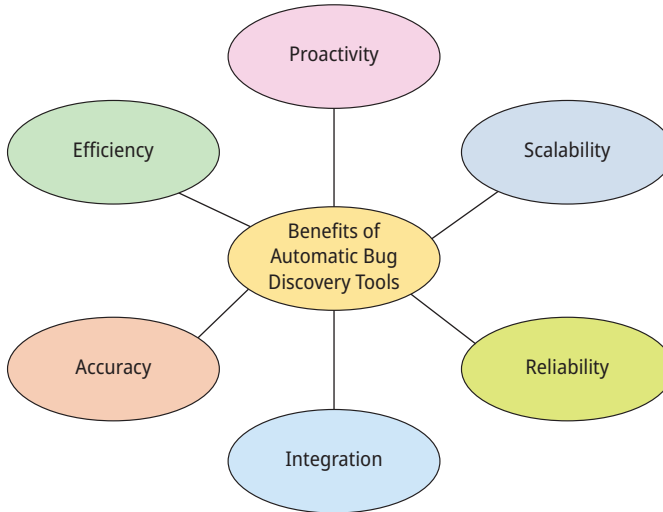 Proactivity
Efficiency
Scalability
Benefits of
Automatic Bug
Discovery Tools
Accuracy
Reliability
Integration